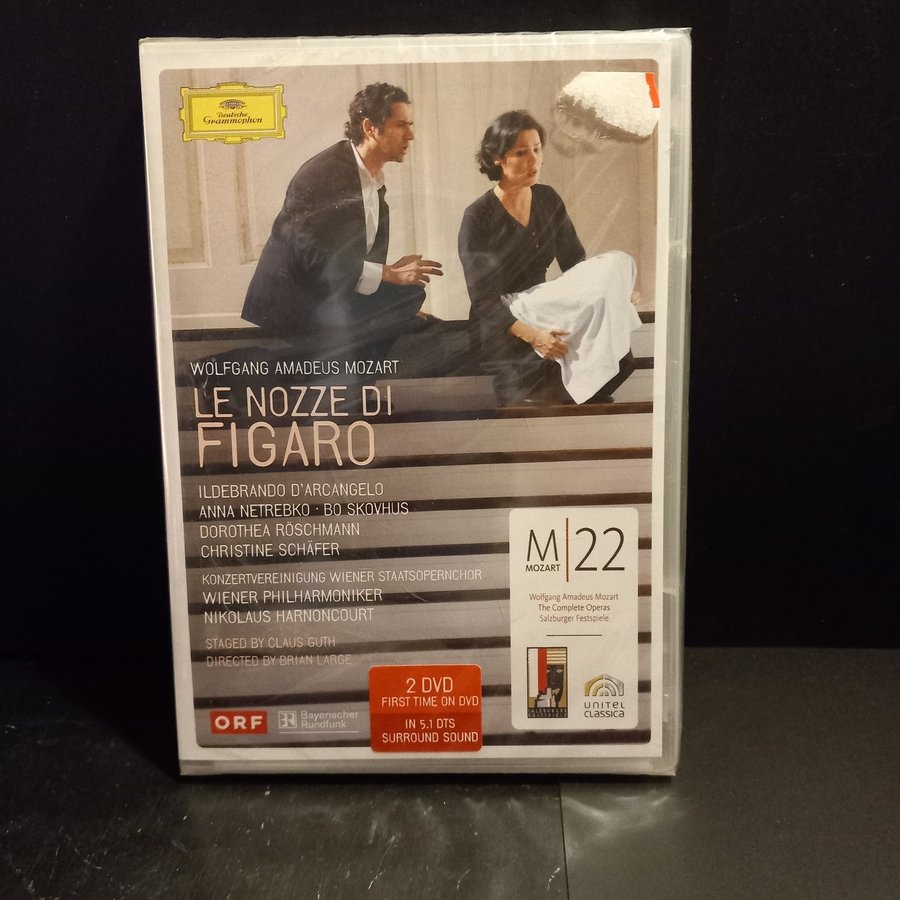 Deutsche
Grammophon
WOLFGANG AMADEUS MOZART
LE NOZZE DI
FIGARO
ILDEBRANDO D'ARCANGELO
ANNA NETREBKO · BO SKOVHUS
DOROTHEA RÖSCHMANN
CHRISTINE SCHÄFER
KONZERTVEREINIGUNG WIENER STAATSOPERNCHOR
WIENER PHILHARMONIKER
NIKOLAUS HARNONCOURT
STAGED BY CLAUS GUTH
DIRECTED BY BRIAN LARGE
ORF
Bayerischer
Rundfunk
2 DVD
FIRST TIME ON DVD
IN 5.1 DTS
SURROUND SOUND
M 22
MOZART
Wolfgang Amadeus Mozart
The Complete Operas
Salzburger Festspiele
SALZBURGER
FESTSPIELE
UNITEL
CLASSICA